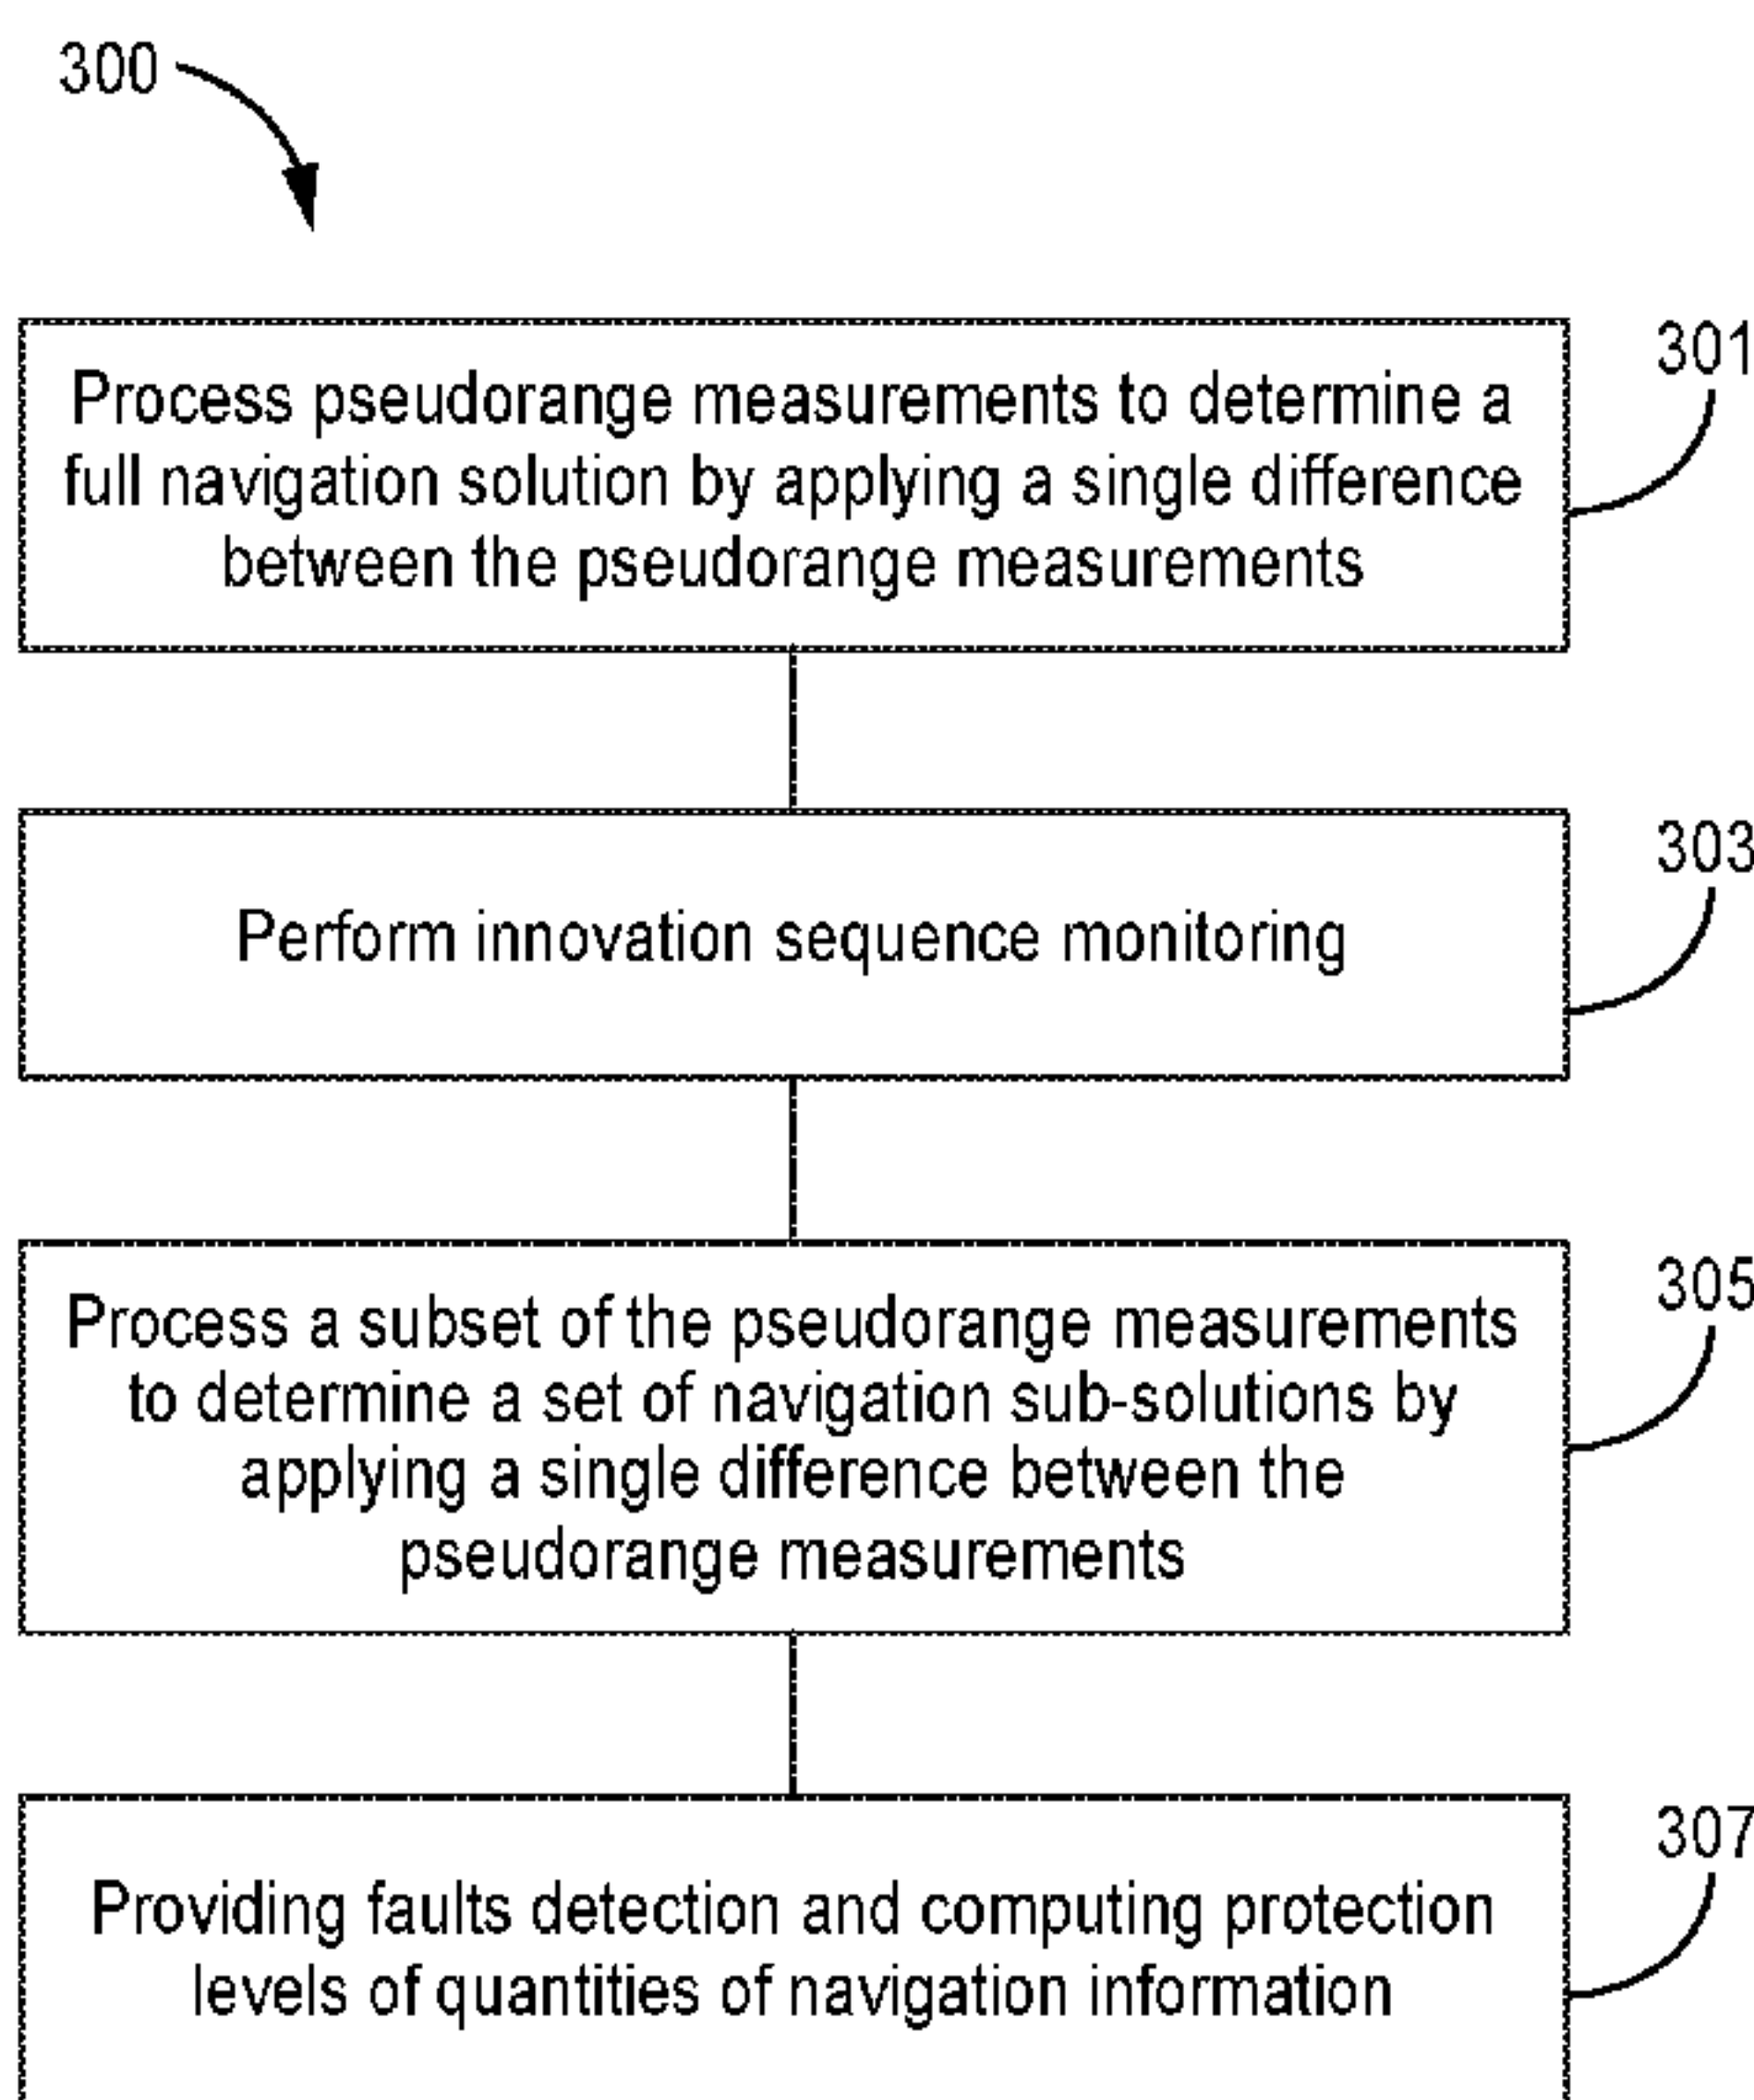 300
301
Process pseudorange measurements to determine a
full navigation solution by applying a single difference
between the pseudorange measurements
303
Perform innovation sequence monitoring
305
Process a subset of the pseudorange measurements
to determine a set of navigation sub-solutions by
applying a single difference between the
pseudorange measurements
307
Providing faults detection and computing protection
levels of quantities of navigation information